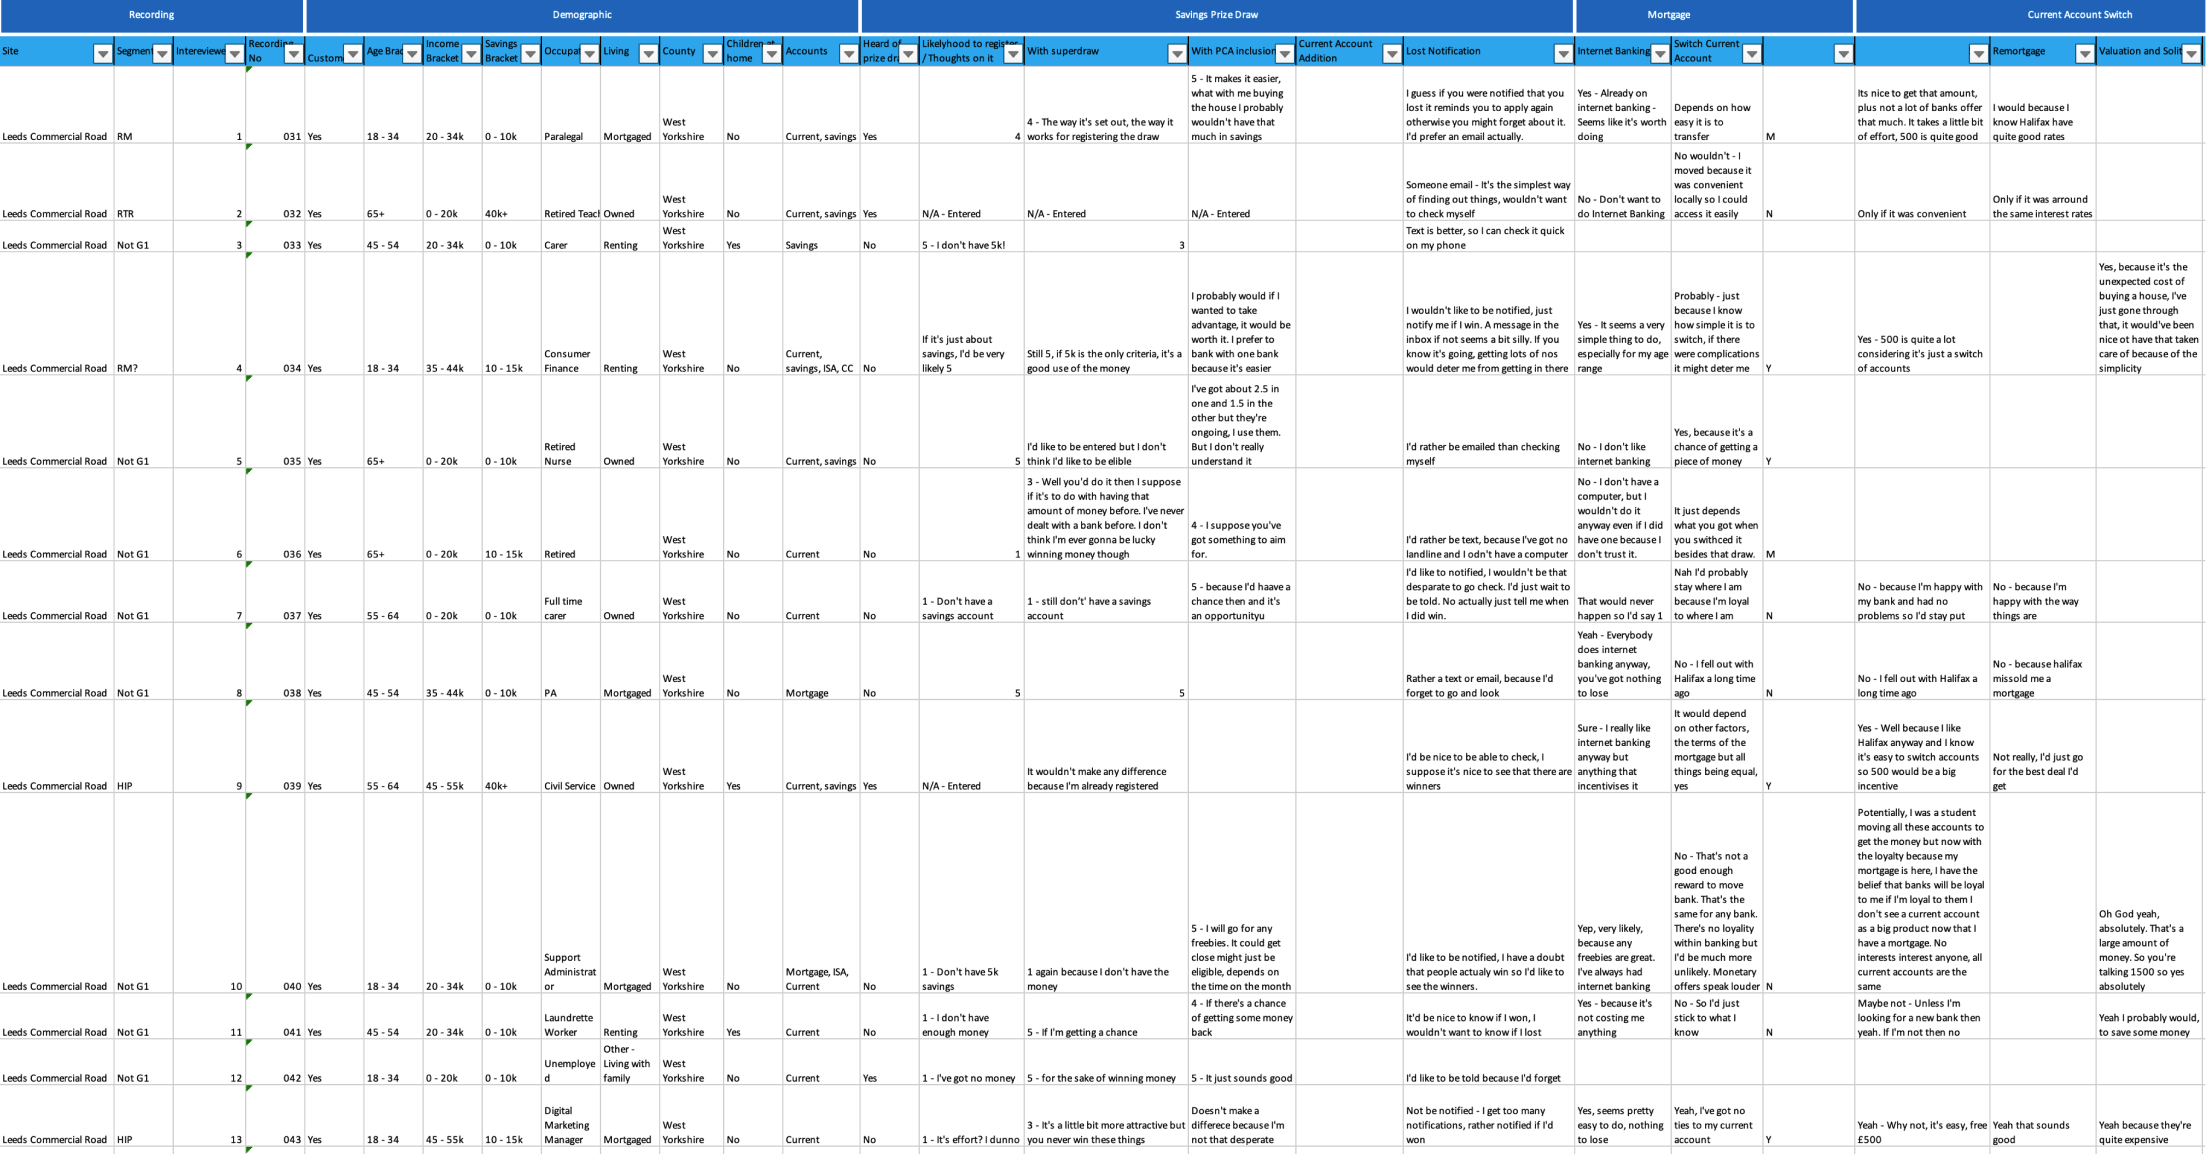 Recording
Demographic
Savings Prize Draw
Mortgage
Current Account Switch
Site
Segment
Intereviewe
Recording No
Custom
Age Brac
Income Bracket
Savings Bracket
Occupat
Living
County
Children at home
Accounts
Heard of prize dr
Likelyhood to register / Thoughts on it
With superdraw
With PCA inclusion
Current Account Addition
Lost Notification
Internet Banking
Switch Current Account
Remortgage
Valuation and Solit
Leeds Commercial Road
RM
1
031
Yes
18 - 34
20 - 34k
0 - 10k
Paralegal
Mortgaged
West Yorkshire
No
Current, savings
Yes
4
4 - The way it's set out, the way it works for registering the draw
5 - It makes it easier, what with me buying the house I probably wouldn't have that much in savings
I guess if you were notified that you lost it reminds you to apply again otherwise you might forget about it. I'd prefer an email actually.
Yes - Already on internet banking - Seems like it's worth doing
Depends on how easy it is to transfer
M
Its nice to get that amount, plus not a lot of banks offer that much. It takes a little bit of effort, 500 is quite good
I would because I know Halifax have quite good rates
Leeds Commercial Road
RTR
2
032
Yes
65+
0 - 20k
40k+
Retired Teacl
Owned
West Yorkshire
No
Current, savings
Yes
N/A - Entered
N/A - Entered
N/A - Entered
Someone email - It's the simplest way of finding out things, wouldn't want to check myself
No - Don't want to do Internet Banking
No wouldn't - I moved because it was convenient locally so I could access it easily
N
Only if it was convenient
Only if it was arround the same interest rates
Leeds Commercial Road
Not G1
3
033
Yes
45 - 54
20 - 34k
0 - 10k
Carer
Renting
West Yorkshire
Yes
Savings
No
5 - I don't have 5k!
3
Text is better, so I can check it quick on my phone
Leeds Commercial Road
RM?
4
034
Yes
18 - 34
35 - 44k
10 - 15k
Consumer Finance
Renting
West Yorkshire
No
Current, savings, ISA, CC
No
If it's just about savings, I'd be very likely 5
Still 5, if 5k is the only criteria, it's a good use of the money
I probably would if I wanted to take advantage, it would be worth it. I prefer to bank with one bank because it's easier
I wouldn't like to be notified, just notify me if I win. A message in the inbox if not seems a bit silly. If you know it's going, getting lots of nos would deter me from getting in there
Yes - It seems a very simple thing to do, especially for my age range
Probably - just because I know how simple it is to switch, if there were complications it might deter me
Y
Yes - 500 is quite a lot considering it's just a switch of accounts
Yes, because it's the unexpected cost of buying a house, I've just gone through that, it would've been nice ot have that taken care of because of the simplicity
Leeds Commercial Road
Not G1
5
035
Yes
65+
0 - 20k
0 - 10k
Retired Nurse
Owned
West Yorkshire
No
Current, savings
No
5
I'd like to be entered but I don't think I'd like to be elible
I've got about 2.5 in one and 1.5 in the other but they're ongoing, I use them. But I don't really understand it
I'd rather be emailed than checking myself
No - I don't like internet banking
Yes, because it's a chance of getting a piece of money
Y
Leeds Commercial Road
Not G1
6
036
Yes
65+
0 - 20k
10 - 15k
Retired
West Yorkshire
No
Current
No
1
3 - Well you'd do it then I suppose if it's to do with having that amount of money before. I've never dealt with a bank before. I don't think I'm ever gonna be lucky winning money though
4 - I suppose you've got something to aim for.
I'd rather be text, because I've got no landline and I odn't have a computer
No - I don't have a computer, but I wouldn't do it anyway even if I did have one because I don't trust it.
It just depends what you got when you swithced it besides that draw.
M
Leeds Commercial Road
Not G1
7
037
Yes
55 - 64
0 - 20k
0 - 10k
Full time carer
Owned
West Yorkshire
No
Current
No
1 - Don't have a savings account
1 - still don't' have a savings account
5 - because I'd haave a chance then and it's an opportunityu
I'd like to notified, I wouldn't be that desparate to go check. I'd just wait to be told. No actually just tell me when I did win.
That would never happen so I'd say 1
Nah I'd probably stay where I am because I'm loyal to where I am
N
No - because I'm happy with my bank and had no problems so I'd stay put
No - because I'm happy with the way things are
Leeds Commercial Road
Not G1
8
038
Yes
45 - 54
35 - 44k
0 - 10k
PA
Mortgaged
West Yorkshire
No
Mortgage
No
5
5
Rather a text or email, because I'd forget to go and look
Yeah - Everybody does internet banking anyway, you've got nothing to lose
No - I fell out with Halifax a long time ago
N
No - I fell out with Halifax a long time ago
No - because halifax missold me a mortgage
Leeds Commercial Road
HIP
9
039
Yes
55 - 64
45 - 55k
40k+
Civil Service
Owned
West Yorkshire
Yes
Current, savings
Yes
N/A - Entered
It wouldn't make any difference because I'm already registered
I'd be nice to be able to check, I suppose it's nice to see that there are winners
Sure - I really like internet banking anyway but anything that incentivises it
It would depend on other factors, the terms of the mortgage but all things being equal, yes
Y
Yes - Well because I like Halifax anyway and I know it's easy to switch accounts so 500 would be a big incentive
Not really, I'd just go for the best deal I'd get
Leeds Commercial Road
Not G1
10
040
Yes
18 - 34
20 - 34k
0 - 10k
Support Administrator
Mortgaged
West Yorkshire
No
Mortgage, ISA, Current
No
1 - Don't have 5k savings
1 again because I don't have the money
5 - I will go for any freebies. It could get close might just be eligible, depends on the time on the month
I'd like to be notified, I have a doubt that people actualy win so I'd like to see the winners.
Yep, very likely, because any freebies are great. I've always had internet banking
No - That's not a good enough reward to move bank. That's the same for any bank. There's no loyality within banking but I'd be much more unlikely. Monetary offers speak louder
N
Potentially, I was a student moving all these accounts to get the money but now with the loyalty because my mortgage is here, I have the belief that banks will be loyal to me if I'm loyal to them I don't see a current account as a big product now that I have a mortgage. No interests interest anyone, all current accounts are the same
Oh God yeah, absolutely. That's a large amount of money. So you're talking 1500 so yes absolutely
Leeds Commercial Road
Not G1
11
041
Yes
45 - 54
20 - 34k
0 - 10k
Laundrette Worker
Renting
West Yorkshire
Yes
Current
No
1 - I don't have enough money
5 - If I'm getting a chance
4 - If there's a chance of getting some money back
It'd be nice to know if I won, I wouldn't want to know if I lost
Yes - because it's not costing me anything
No - So I'd just stick to what I know
N
Maybe not - Unless I'm looking for a new bank then yeah. If I'm not then no
Yeah I probably would, to save some money
Leeds Commercial Road
Not G1
12
042
Yes
18 - 34
0 - 20k
0 - 10k
Unemployed
Other - Living with family
West Yorkshire
No
Current
Yes
1 - I've got no money
5 - for the sake of winning money
5 - It just sounds good
I'd like to be told because I'd forget
Leeds Commercial Road
HIP
13
043
Yes
18 - 34
45 - 55k
10 - 15k
Digital Marketing Manager
Mortgaged
West Yorkshire
No
Current
No
1 - It's effort? I dunno
3 - It's a little bit more attractive but you never win these things
Doesn't make a differece because I'm not that desperate
Not be notified - I get too many notifications, rather notified if I'd won
Yes, seems pretty easy to do, nothing to lose
Yeah, I've got no ties to my current account
Y
Yeah - Why not, it's easy, free £500
Yeah that sounds good
Yeah because they're quite expensive